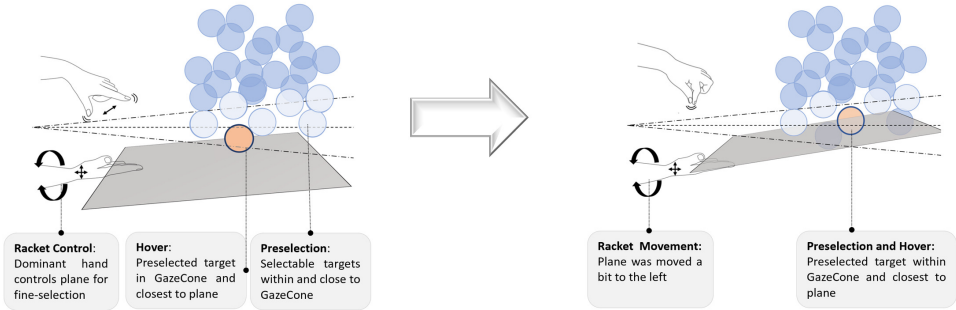 Racket Control:
Dominant hand
controls plane for
fine-selection
Hover:
Preselected target
in GazeCone and
closest to plane
Preselection:
Selectable targets
within and close to
GazeCone
Racket Movement:
Plane was moved a
bit to the left
Preselection and Hover:
Preselected target within
GazeCone and closest to
plane